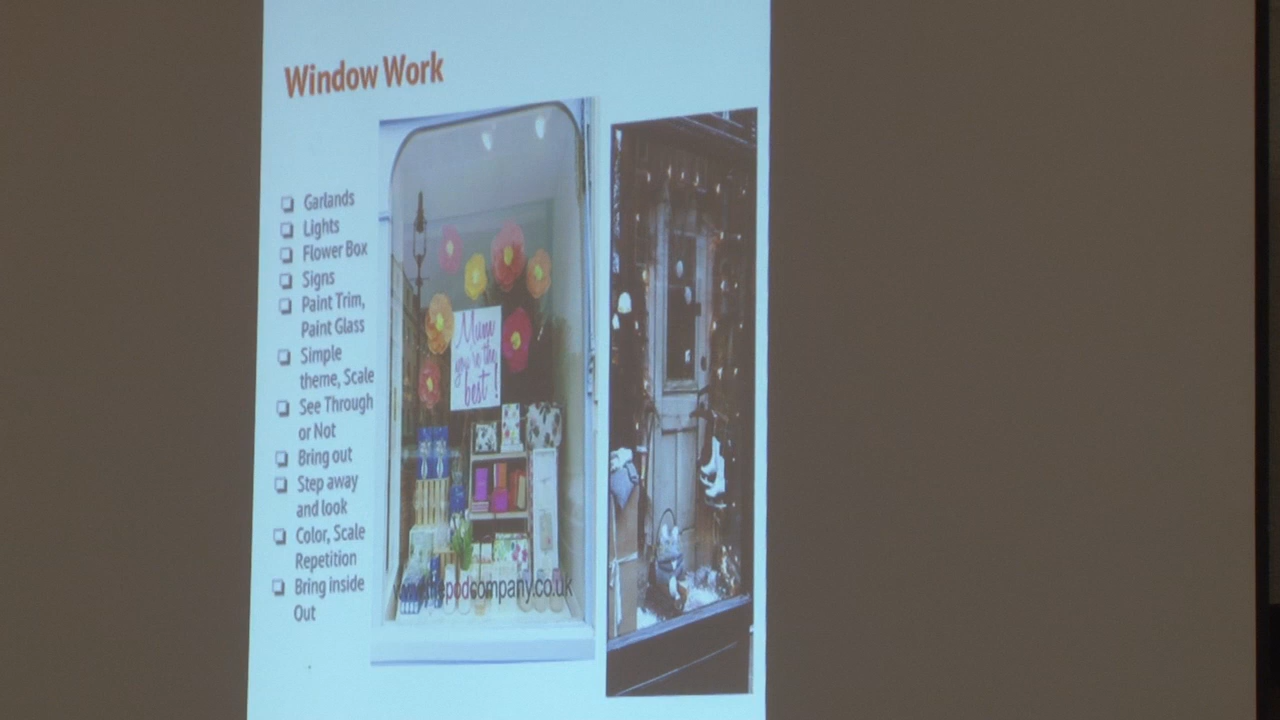 Window Work
❏ Garlands
❏ Lights
❏ Flower Box
❏ Signs
❏ Paint Trim,
Paint Glass
❏ Simple
theme, Scale
❏ See Through
or Not
❏ Bring out
❏ Step away
and look
❏ Color, Scale
Repetition
❏ Bring inside
Out
Mum
you're the
best!
www.thepodcompany.co.uk